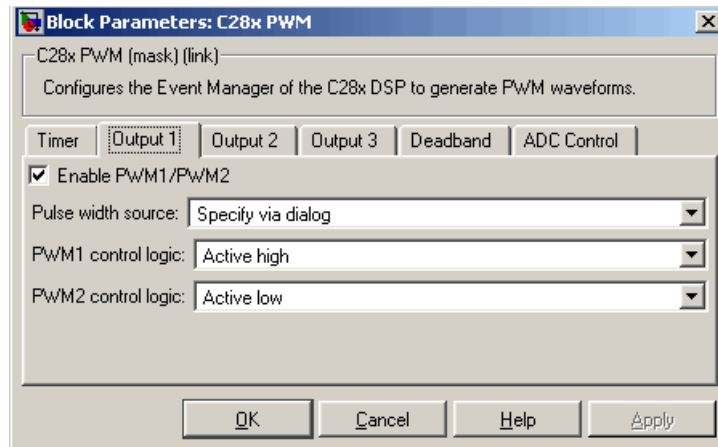 Block Parameters: C28x PWM
C28x PWM (mask) (link)
Configures the Event Manager of the C28x DSP to generate PWM waveforms.
Timer Output 1 Output 2 Output 3 Deadband ADC Control
Enable PWM1/PWM2
Pulse width source: Specify via dialog
PWM1 control logic: Active high
PWM2 control logic: Active low
OK Cancel Help Apply